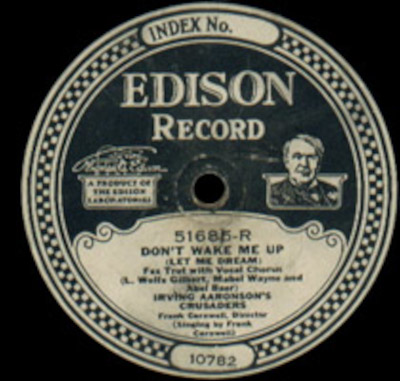 INDEX No.
EDISON
RECORD
A PRODUCT OF
THE EDISON
LABORATORIES
51685-R
DON'T WAKE ME UP
(LET ME DREAM)
Fox Trot with Vocal Chorus
(L. Wolfe Gilbert, Mabel Wayne and
Abel Baer)
IRVING AARONSON'S
CRUSADERS
Frank Cornwell, Director
(Singing by Frank
Cornwell)
10782